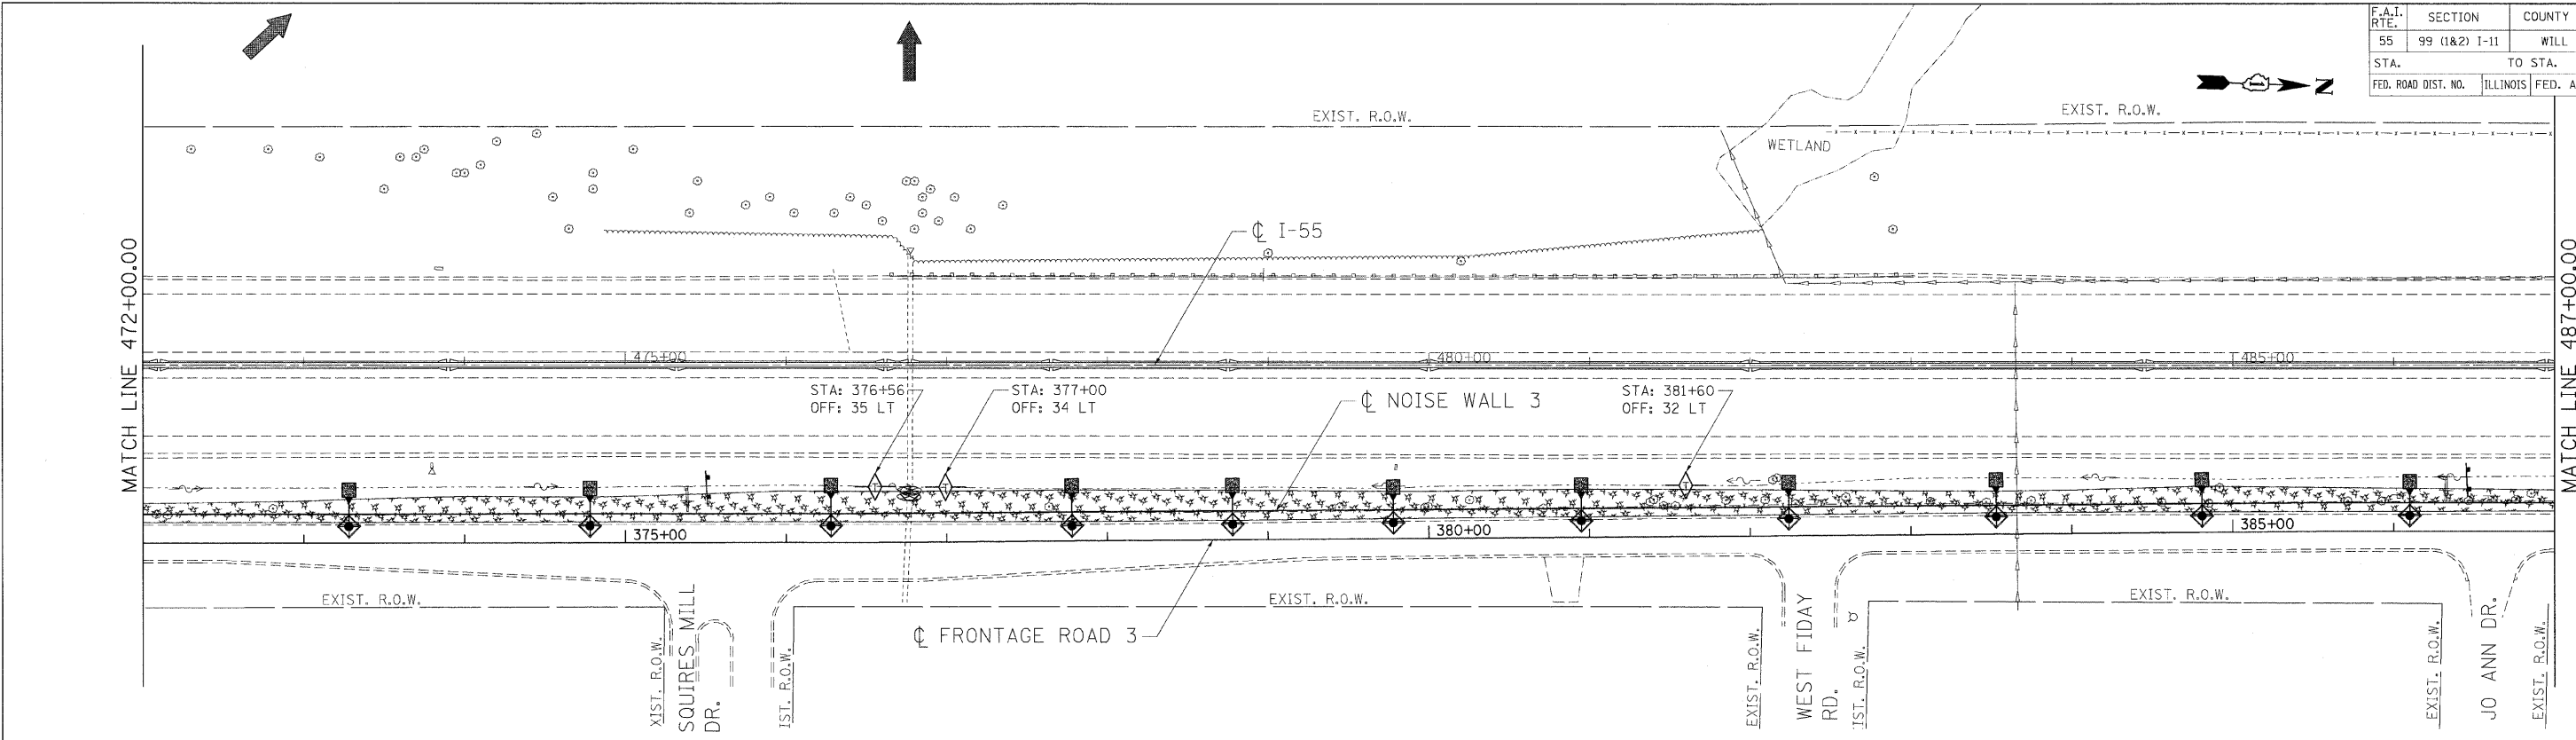 F.A.I. RTE. SECTION COUNTY
55 99 (1&2) I-11 WILL
STA. TO STA.
FED. ROAD DIST. NO. ILLINOIS FED. A
N
EXIST. R.O.W.
EXIST. R.O.W.
WETLAND
℄ I-55
MATCH LINE 472+00.00
MATCH LINE 487+00.00
475+00
480+00
485+00
STA: 376+56
OFF: 35 LT
STA: 377+00
OFF: 34 LT
℄ NOISE WALL 3
STA: 381+60
OFF: 32 LT
375+00
380+00
385+00
EXIST. R.O.W.
EXIST. R.O.W.
EXIST. R.O.W.
℄ FRONTAGE ROAD 3
XIST. R.O.W.
SQUIRES MILL
DR.
IST. R.O.W.
EXIST. R.O.W.
WEST FIDAY
RD.
IST. R.O.W.
EXIST. R.O.W.
JO ANN DR.
EXIST. R.O.W.